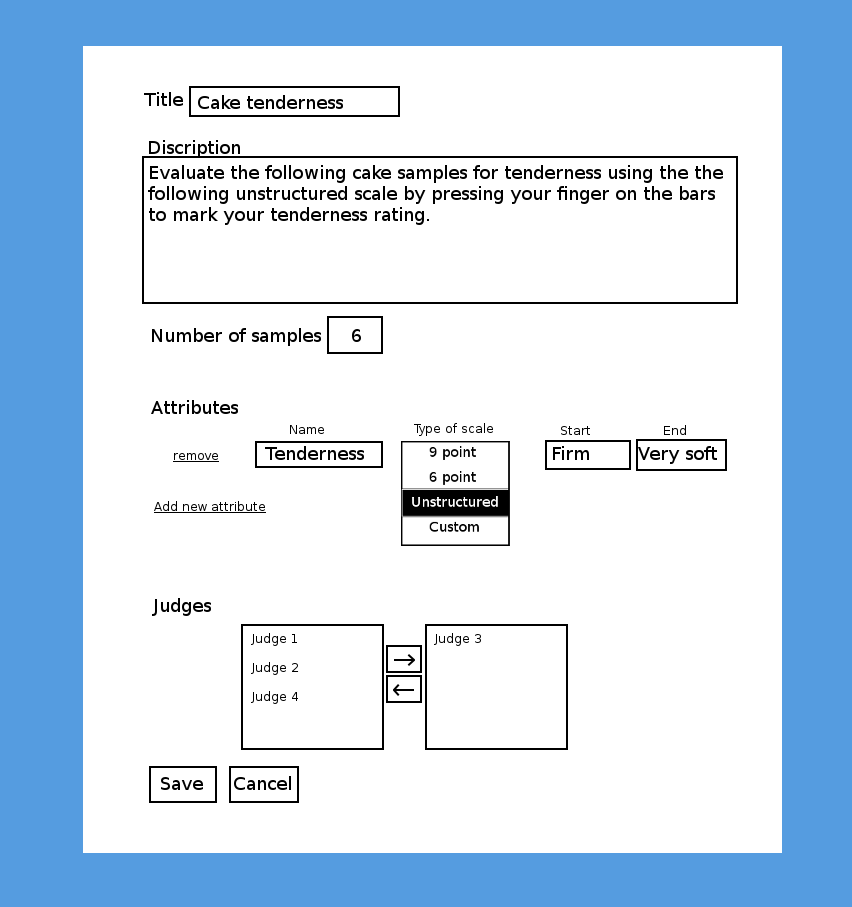 Title Cake tenderness
Discription
Evaluate the following cake samples for tenderness using the the
following unstructured scale by pressing your finger on the bars
to mark your tenderness rating.
Number of samples 6
Attributes
Name Type of scale Start End
remove Tenderness 9 point Firm Very soft
6 point
Unstructured
Add new attribute
Custom
Judges
Judge 1 → Judge 3
Judge 2 ←
Judge 4
Save Cancel